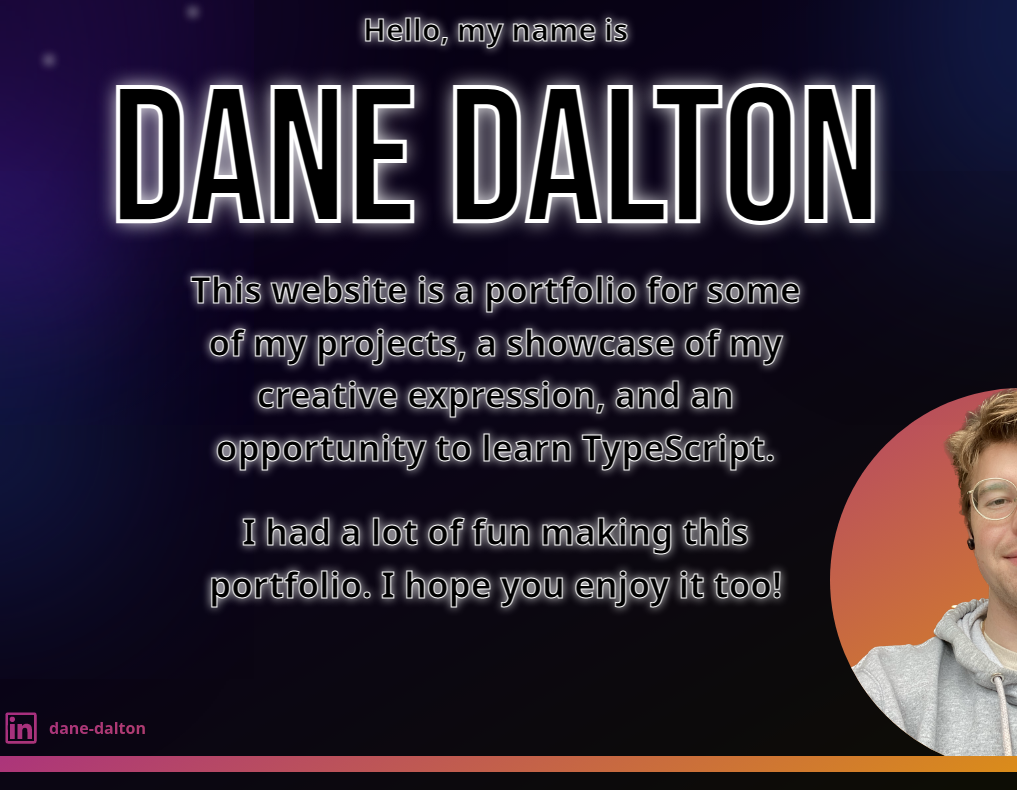 Hello, my name is
DANE DALTON
This website is a portfolio for some
of my projects, a showcase of my
creative expression, and an
opportunity to learn TypeScript.
I had a lot of fun making this
portfolio. I hope you enjoy it too!
in dane-dalton